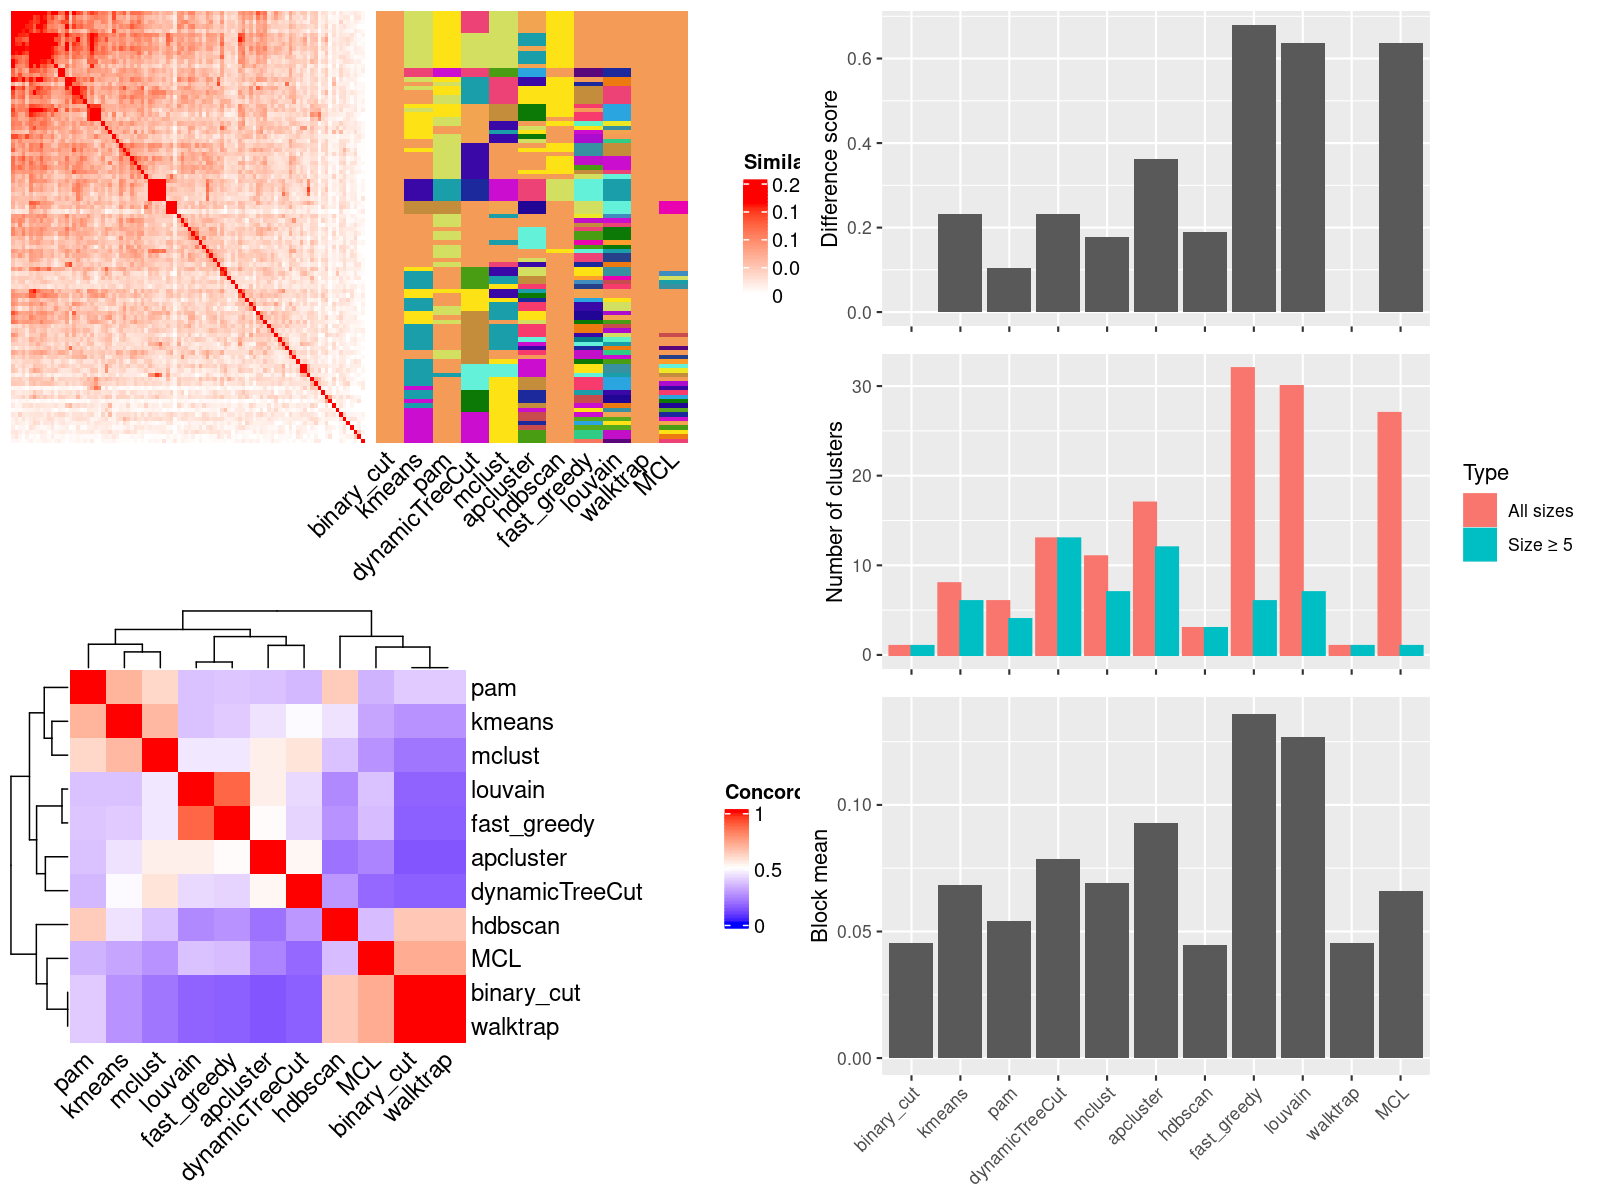 Simila
0.2
0.1
0.1
0.0
0
binary_cut
kmeans
pam
dynamicTreeCut
mclust
apcluster
hdbscan
fast_greedy
louvain
walktrap
MCL
pam
kmeans
mclust
louvain
fast_greedy
apcluster
dynamicTreeCut
hdbscan
MCL
binary_cut
walktrap
pam
kmeans
mclust
louvain
fast_greedy
apcluster
dynamicTreeCut
hdbscan
MCL
binary_cut
walktrap
Concord
1
0.5
0
Difference score
0.6
0.4
0.2
0.0
Number of clusters
30
20
10
0
Type
All sizes
Size ≥ 5
Block mean
0.10
0.05
0.00
binary_cut
kmeans
pam
dynamicTreeCut
mclust
apcluster
hdbscan
fast_greedy
louvain
walktrap
MCL